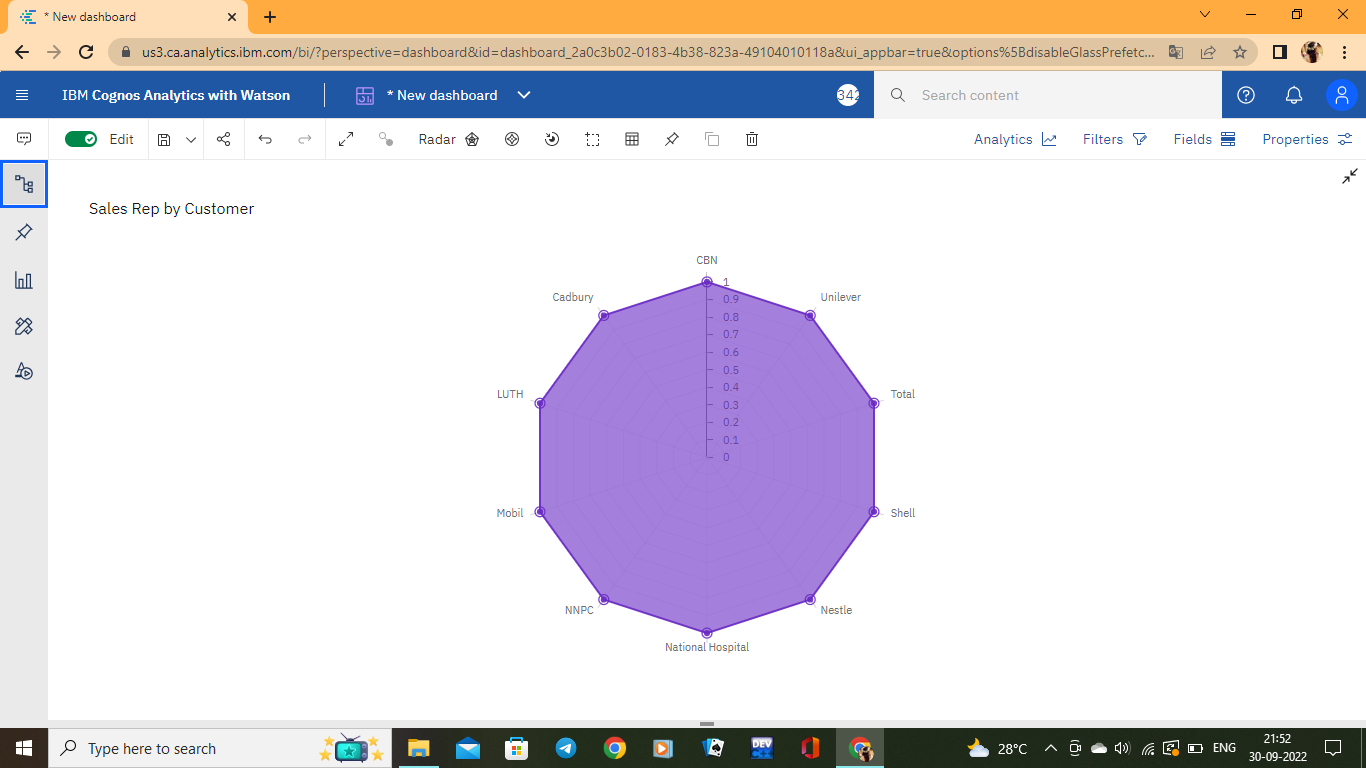 * New dashboard
us3.ca.analytics.ibm.com/bi/?perspective=dashboard&id=dashboard_2a0c3b02-0183-4b38-823a-49104010118a&ui_appbar=true&options%5BdisableGlassPrefetc...
IBM Cognos Analytics with Watson
* New dashboard
342
Search content
Edit
Radar
Analytics
Filters
Fields
Properties
Sales Rep by Customer
CBN
1
Cadbury
Unilever
0.9
0.8
0.7
0.6
0.5
LUTH
Total
0.4
0.3
0.2
0.1
0
Mobil
Shell
NNPC
Nestle
National Hospital
Type here to search
DEV
28°C
ENG
21:52
30-09-2022